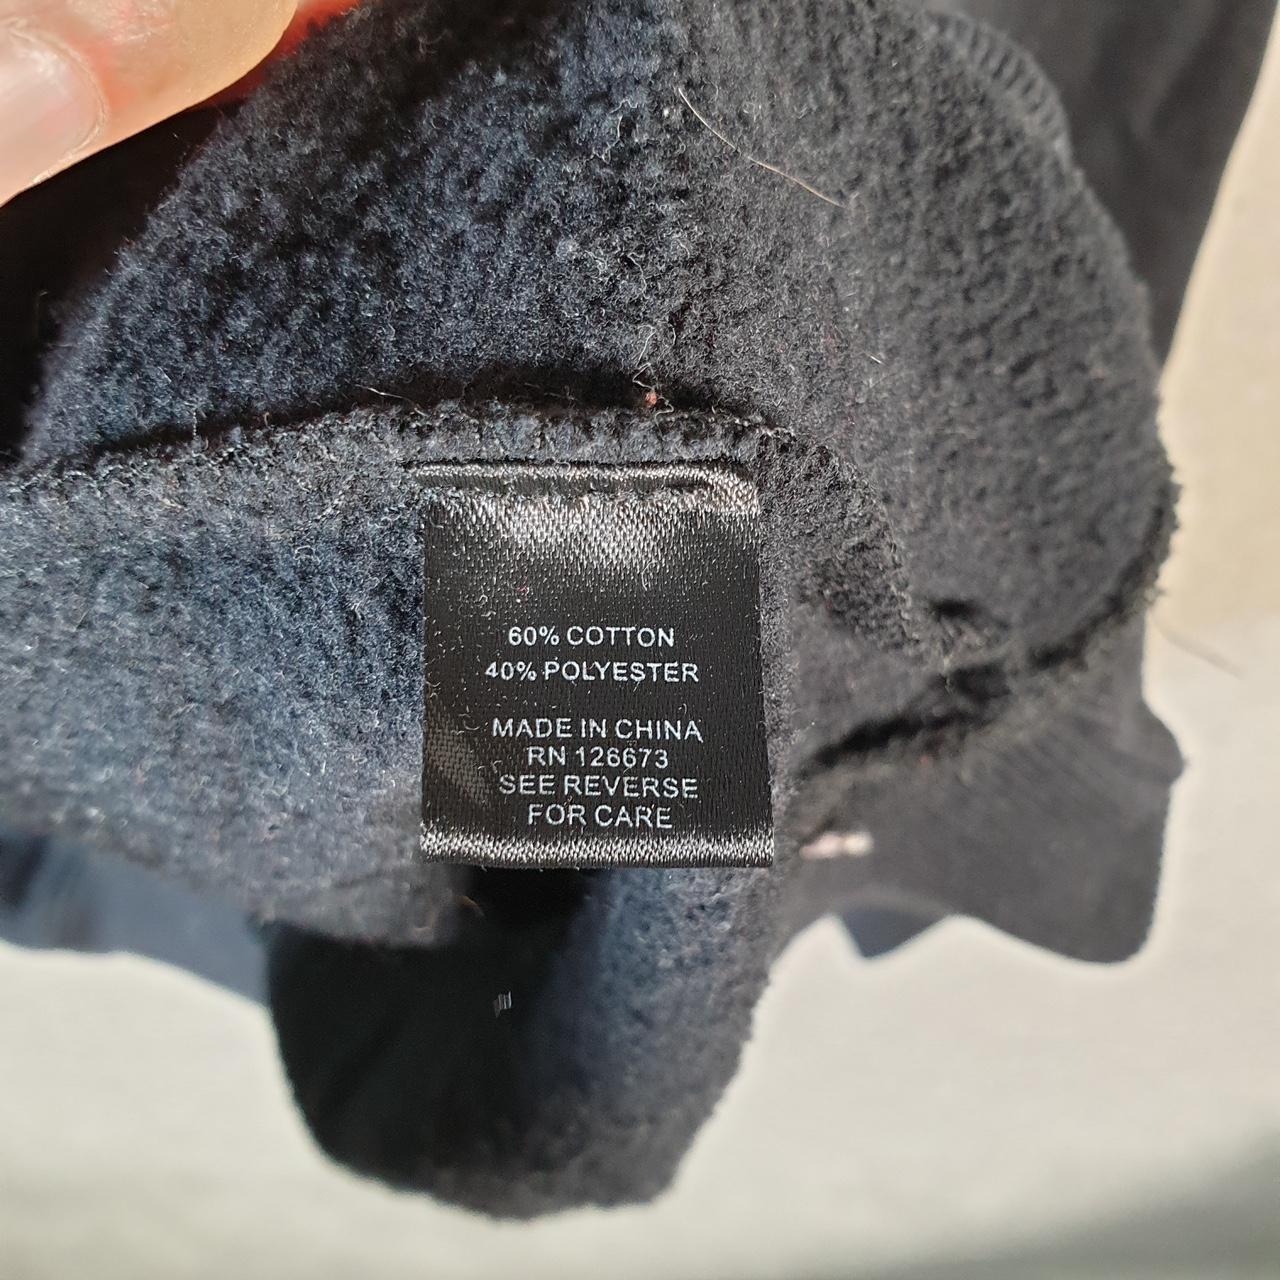 60% COTTON
40% POLYESTER
MADE IN CHINA
RN 126673
SEE REVERSE
FOR CARE